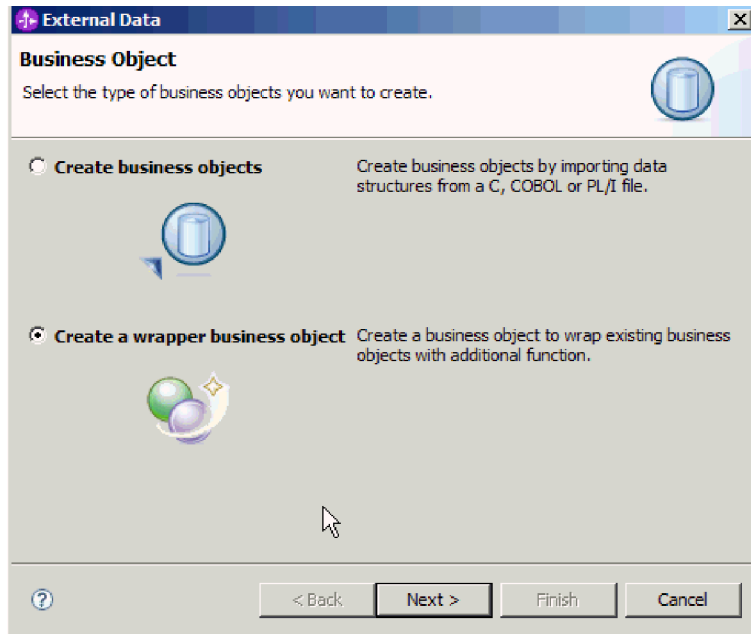 External Data
Business Object
Select the type of business objects you want to create.
Create business objects
Create business objects by importing data
structures from a C, COBOL or PL/I file.
Create a wrapper business object
Create a business object to wrap existing business
objects with additional function.
< Back
Next >
Finish
Cancel